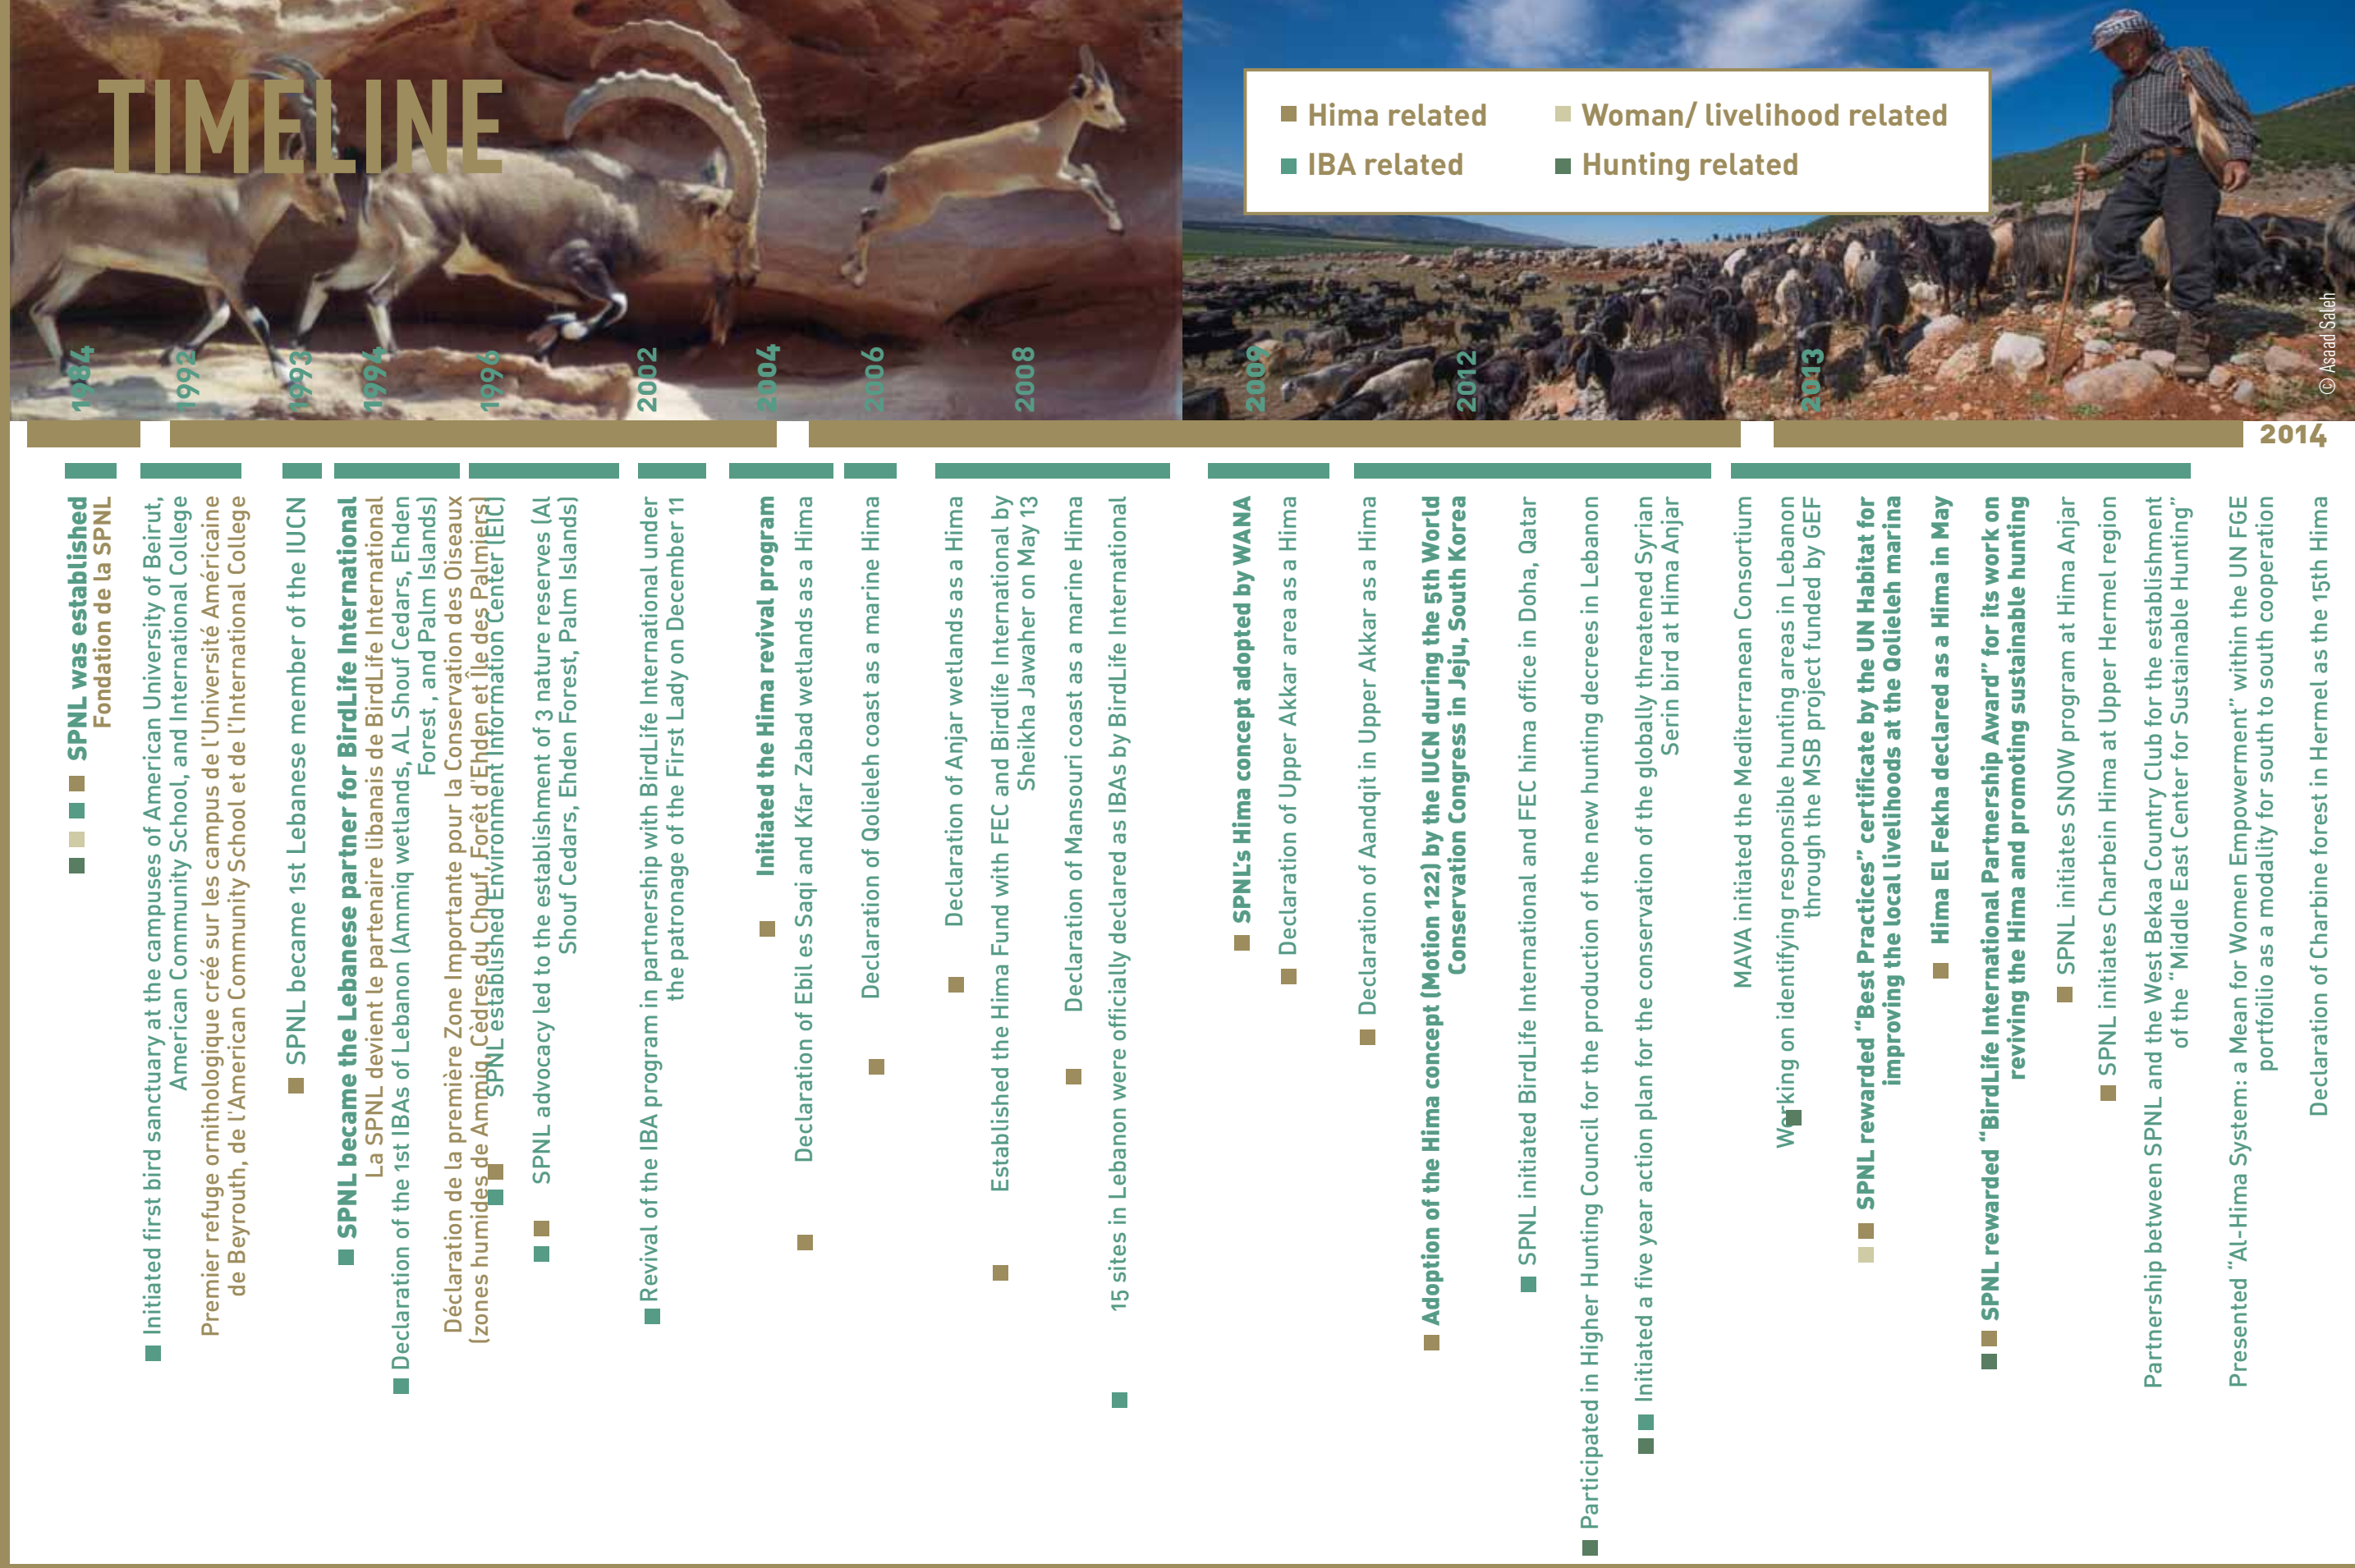 TIMELINE
Hima related
Woman/ livelihood related
IBA related
Hunting related
© Asaad Saleh
1984
1992
1993
1994
1996
2002
2004
2006
2008
2009
2012
2013
2014
SPNL was established
Fondation de la SPNL
Initiated first bird sanctuary at the campuses of American University of Beirut,
American Community School, and International College
Premier refuge ornithologique créé sur les campus de l'Université Américaine
de Beyrouth, de l'American Community School et de l'International College
SPNL became 1st Lebanese member of the IUCN
SPNL became the Lebanese partner for BirdLife International
La SPNL devient le partenaire libanais de BirdLife International
Declaration of the 1st IBAs of Lebanon (Ammiq wetlands, AL Shouf Cedars, Ehden
Forest , and Palm Islands)
Déclaration de la première Zone Importante pour la Conservation des Oiseaux
(zones humides de Ammiq, Cèdres du Chouf, Forêt d'Ehden et Île des Palmiers)
SPNL established Environment Information Center (EIC)
SPNL advocacy led to the establishment of 3 nature reserves (Al
Shouf Cedars, Ehden Forest, Palm Islands)
Revival of the IBA program in partnership with BirdLife International under
the patronage of the First Lady on December 11
Initiated the Hima revival program
Declaration of Ebil es Saqi and Kfar Zabad wetlands as a Hima
Declaration of Qolieleh coast as a marine Hima
Declaration of Anjar wetlands as a Hima
Established the Hima Fund with FEC and Birdlife International by
Sheikha Jawaher on May 13
Declaration of Mansouri coast as a marine Hima
15 sites in Lebanon were officially declared as IBAs by BirdLife International
SPNL's Hima concept adopted by WANA
Declaration of Upper Akkar area as a Hima
Declaration of Aandqit in Upper Akkar as a Hima
Adoption of the Hima concept (Motion 122) by the IUCN during the 5th World
Conservation Congress in Jeju, South Korea
SPNL initiated BirdLife International and FEC hima office in Doha, Qatar
Participated in Higher Hunting Council for the production of the new hunting decrees in Lebanon
Initiated a five year action plan for the conservation of the globally threatened Syrian
Serin bird at Hima Anjar
MAVA initiated the Mediterranean Consortium
Working on identifying responsible hunting areas in Lebanon
through the MSB project funded by GEF
SPNL rewarded “Best Practices” certificate by the UN Habitat for
improving the local livelihoods at the Qolieleh marina
Hima El Fekha declared as a Hima in May
SPNL rewarded “BirdLife International Partnership Award” for its work on
reviving the Hima and promoting sustainable hunting
SPNL initiates SNOW program at Hima Anjar
SPNL initiates Charbein Hima at Upper Hermel region
Partnership between SPNL and the West Bekaa Country Club for the establishment
of the “Middle East Center for Sustainable Hunting”
Presented “Al-Hima System: a Mean for Women Empowerment” within the UN FGE
portfolio as a modality for south to south cooperation
Declaration of Charbine forest in Hermel as the 15th Hima